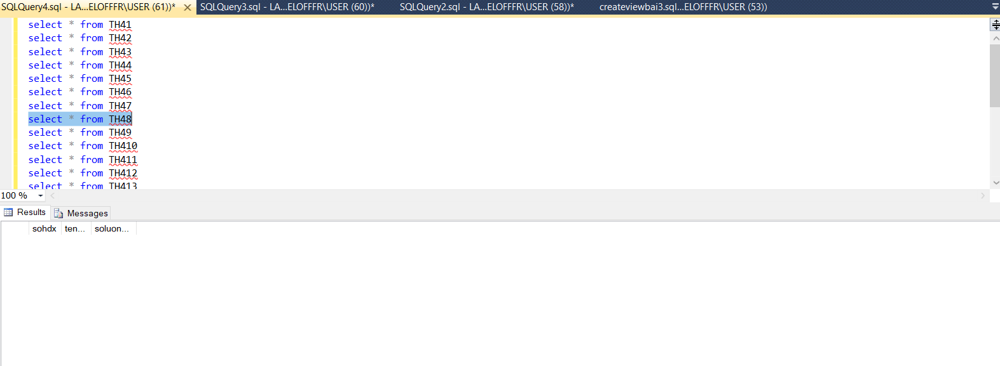 SQLQuery4.sql - LA...ELOFFFR\USER (61))* SQLQuery3.sql - LA...ELOFFFR\USER (60))* SQLQuery2.sql - LA...ELOFFFR\USER (58))* createviewbai3.sql...ELOFFFR\USER (53))
select * from TH41
select * from TH42
select * from TH43
select * from TH44
select * from TH45
select * from TH46
select * from TH47
select * from TH48
select * from TH49
select * from TH410
select * from TH411
select * from TH412
select * from TH413
100 %
Results Messages
sohdx ten... soluon...